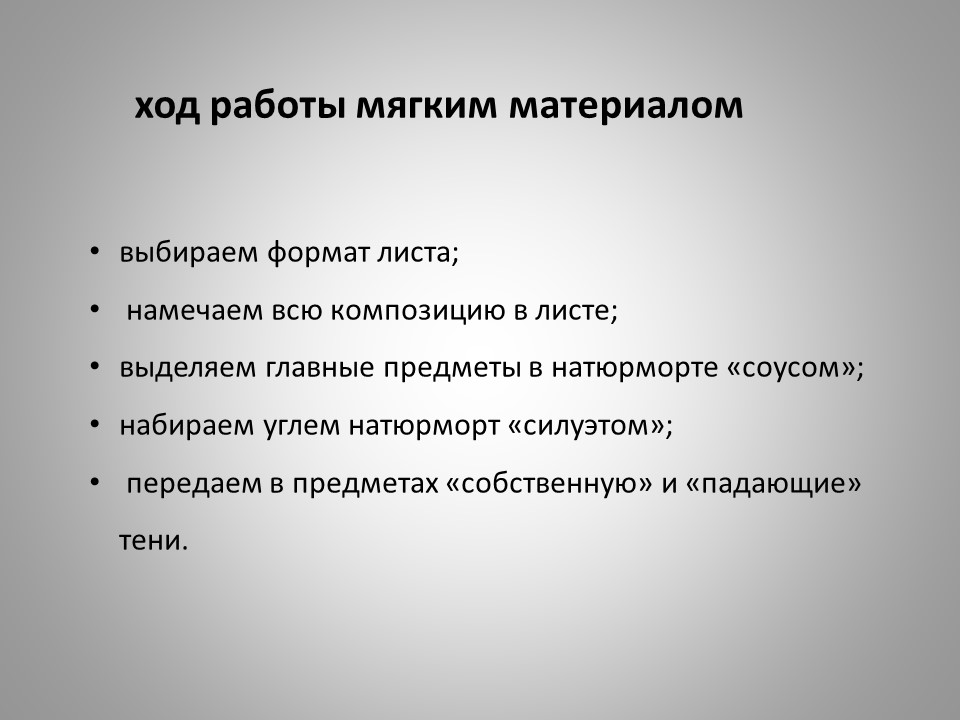 ход работы мягким материалом
• выбираем формат листа;
• намечаем всю композицию в листе;
• выделяем главные предметы в натюрморте «соусом»;
• набираем углем натюрморт «силуэтом»;
• передаем в предметах «собственную» и «падающие»
тени.